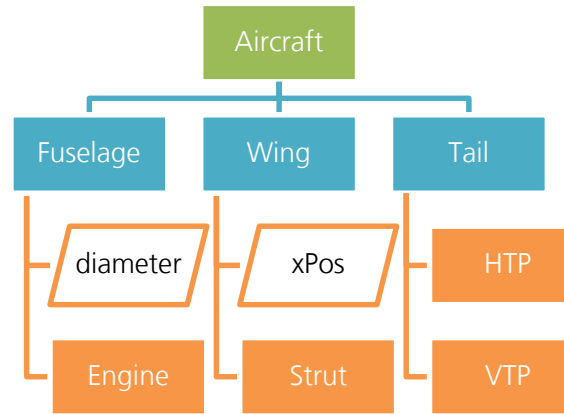 Aircraft
Fuselage
Wing
Tail
diameter
xPos
HTP
Engine
Strut
VTP